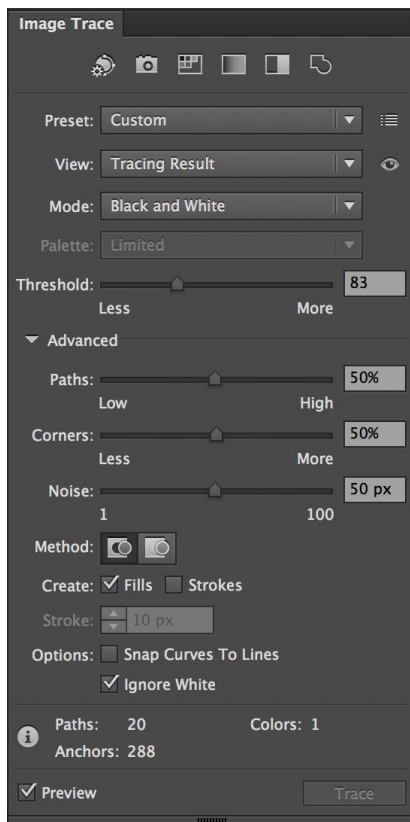 Image Trace
Preset: Custom
View: Tracing Result
Mode: Black and White
Palette: Limited
Threshold: 83
Less More
Advanced
Paths: 50%
Low High
Corners: 50%
Less More
Noise: 50 px
1 100
Method:
Create: Fills Strokes
Stroke: 10 px
Options: Snap Curves To Lines
Ignore White
Paths: 20 Colors: 1
Anchors: 288
Preview Trace